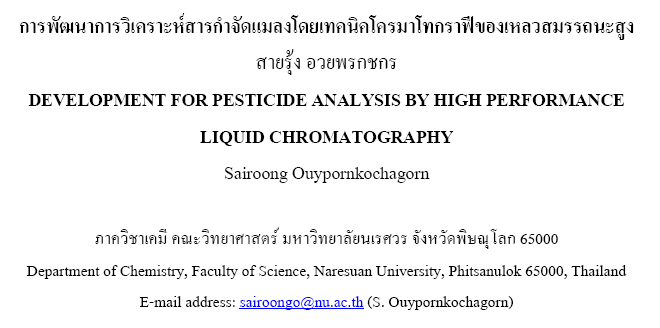 การพัฒนาการวิเคราะห์สารกำจัดแมลงโดยเทคนิคโครมาโทกราฟีของเหลวสมรรถนะสูง
สายรุ้ง อวยพรกชกร
DEVELOPMENT FOR PESTICIDE ANALYSIS BY HIGH PERFORMANCE
LIQUID CHROMATOGRAPHY
Sairoong Ouypornkochagorn
ภาควิชาเคมี คณะวิทยาศาสตร์ มหาวิทยาลัยนเรศวร จังหวัดพิษณุโลก 65000
Department of Chemistry, Faculty of Science, Naresuan University, Phitsanulok 65000, Thailand
E-mail address: sairoongo@nu.ac.th (S. Ouypornkochagorn)